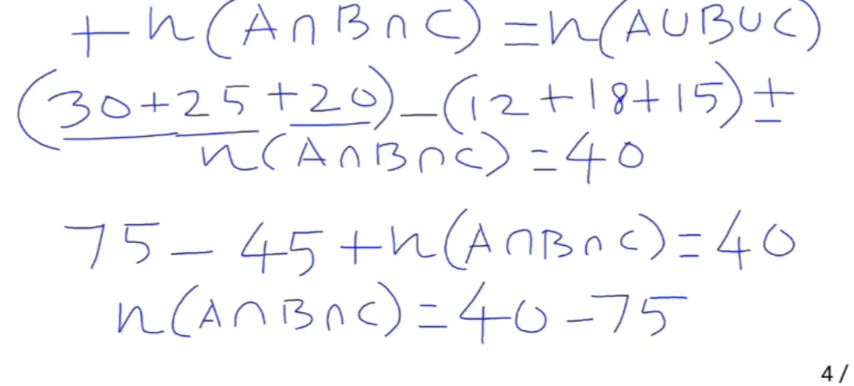 + n(A∩B∩C) = n(A∪B∪C)
(30+25+20) - (12+18+15) +
n(A∩B∩C) = 40
75 - 45 + n(A∩B∩C) = 40
n(A∩B∩C) = 40 - 75
4/